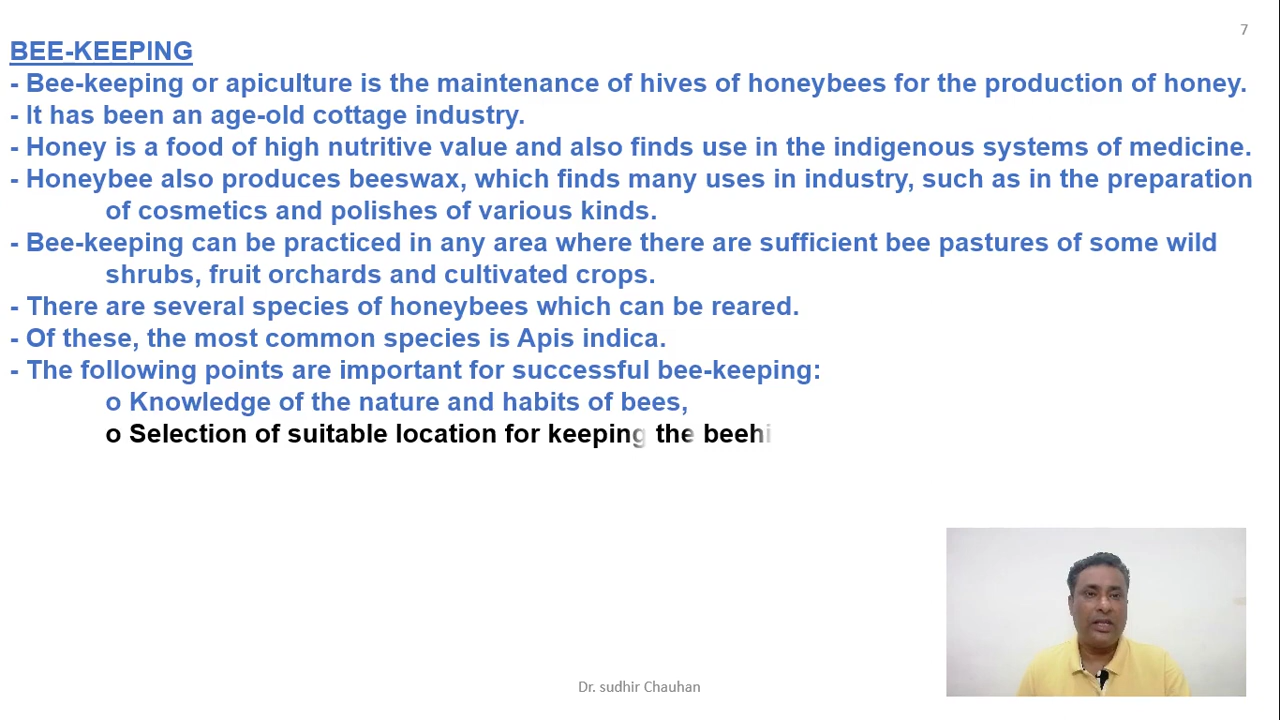 7
BEE-KEEPING
- Bee-keeping or apiculture is the maintenance of hives of honeybees for the production of honey.
- It has been an age-old cottage industry.
- Honey is a food of high nutritive value and also finds use in the indigenous systems of medicine.
- Honeybee also produces beeswax, which finds many uses in industry, such as in the preparation
of cosmetics and polishes of various kinds.
- Bee-keeping can be practiced in any area where there are sufficient bee pastures of some wild
shrubs, fruit orchards and cultivated crops.
- There are several species of honeybees which can be reared.
- Of these, the most common species is Apis indica.
- The following points are important for successful bee-keeping:
o Knowledge of the nature and habits of bees,
o Selection of suitable location for keeping the beehi
Dr. sudhir Chauhan